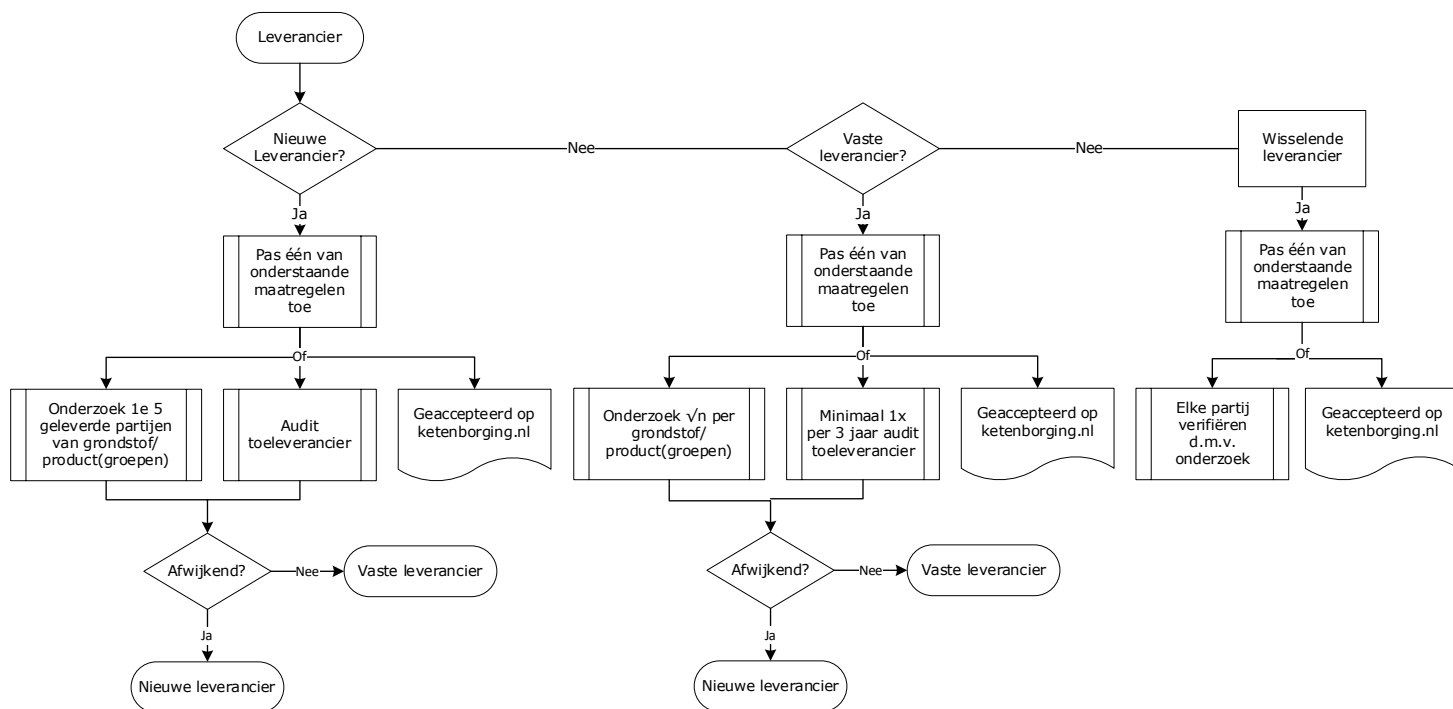 Leverancier
Nieuwe
Leverancier?
Nee
Vaste
leverancier?
Nee
Wisselende
leverancier
Ja
Ja
Ja
Pas één van
onderstaande
maatregelen
toe
Pas één van
onderstaande
maatregelen
toe
Pas één van
onderstaande
maatregelen
toe
Of
Of
Of
Onderzoek 1e 5
geleverde partijen
van grondstof/
product(groepen)
Audit
toeleverancier
Geaccepteerd op
ketenborging.nl
Onderzoek √n per
grondstof/
product(groepen)
Minimaal 1x
per 3 jaar audit
toeleverancier
Geaccepteerd op
ketenborging.nl
Elke partij
verifiëren
d.m.v.
onderzoek
Geaccepteerd op
ketenborging.nl
Afwijkend?
Nee
Vaste leverancier
Afwijkend?
Nee
Vaste leverancier
Ja
Ja
Nieuwe leverancier
Nieuwe leverancier